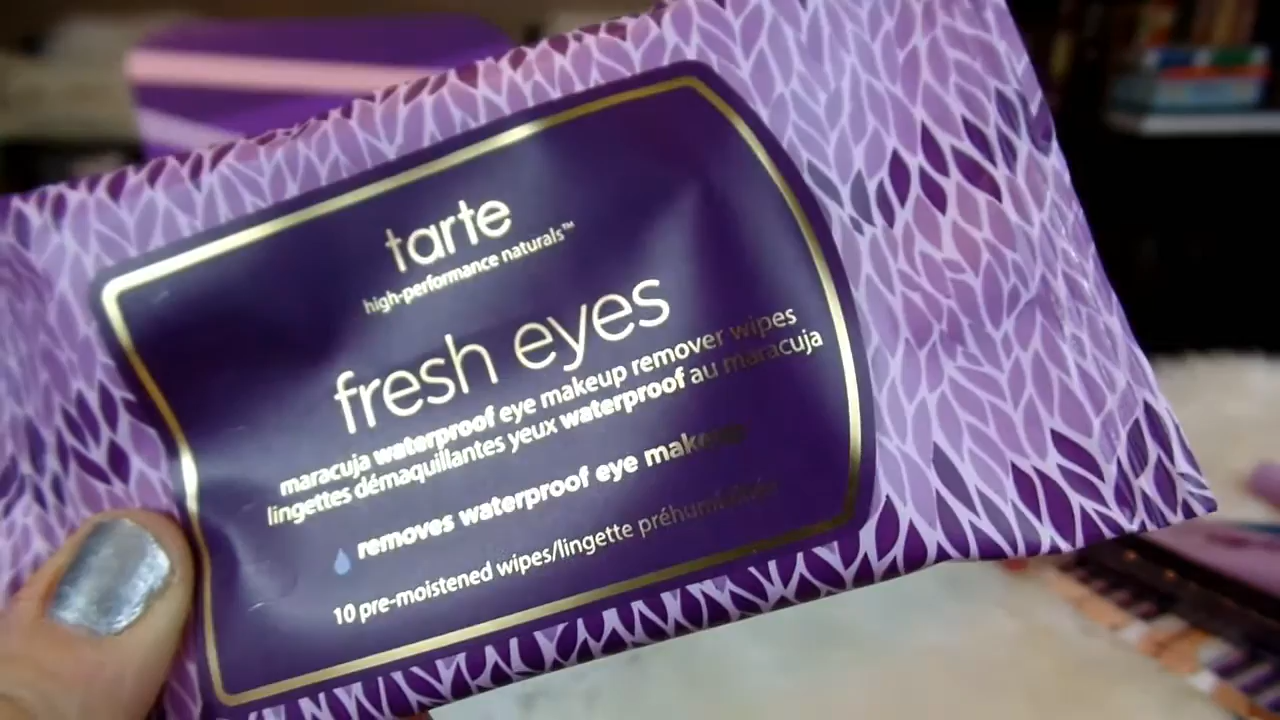 tarte
high-performance naturals™
fresh eyes
maracuja waterproof eye makeup remover wipes
lingettes démaquillantes yeux waterproof au maracuja
removes waterproof eye makeup
10 pre-moistened wipes/lingette